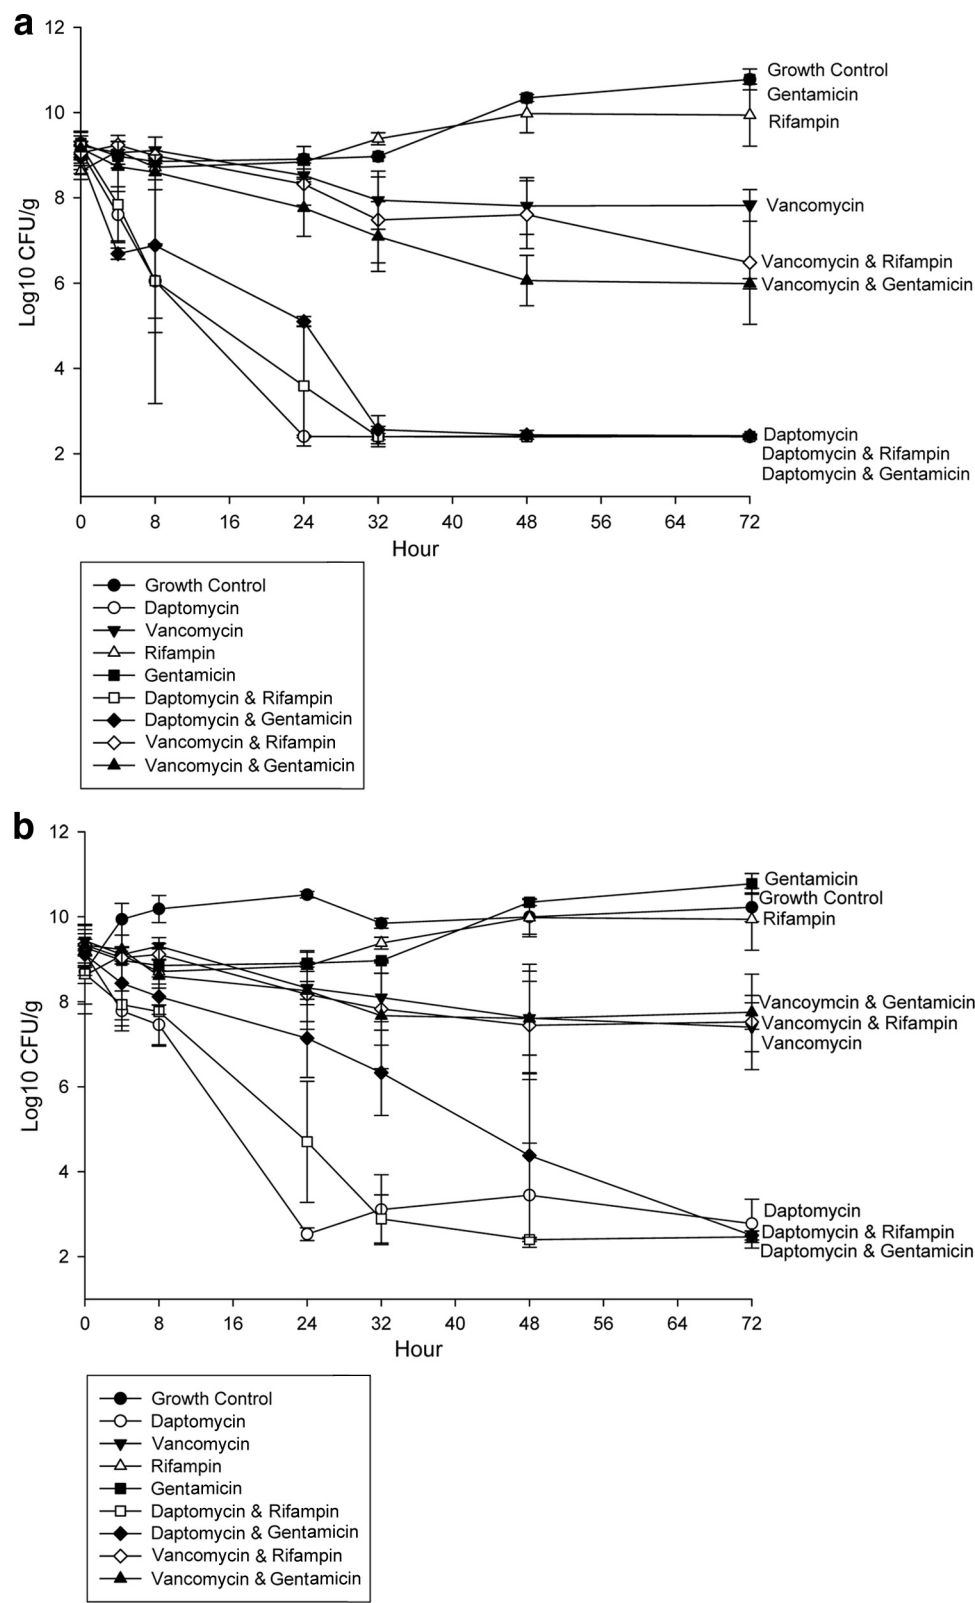 a
12
10
8
6
4
2
Log10 CFU/g
Growth Control
Gentamicin
Rifampin
Vancomycin
Vancomycin & Rifampin
Vancomycin & Gentamicin
Daptomycin
Daptomycin & Rifampin
Daptomycin & Gentamicin
0 8 16 24 32 40 48 56 64 72
Hour
Growth Control
Daptomycin
Vancomycin
Rifampin
Gentamicin
Daptomycin & Rifampin
Daptomycin & Gentamicin
Vancomycin & Rifampin
Vancomycin & Gentamicin
b
12
10
8
6
4
2
Log10 CFU/g
Gentamicin
Growth Control
Rifampin
Vancoymcin & Gentamicin
Vancomycin & Rifampin
Vancomycin
Daptomycin
Daptomycin & Rifampin
Daptomycin & Gentamicin
0 8 16 24 32 40 48 56 64 72
Hour
Growth Control
Daptomycin
Vancomycin
Rifampin
Gentamicin
Daptomycin & Rifampin
Daptomycin & Gentamicin
Vancomycin & Rifampin
Vancomycin & Gentamicin